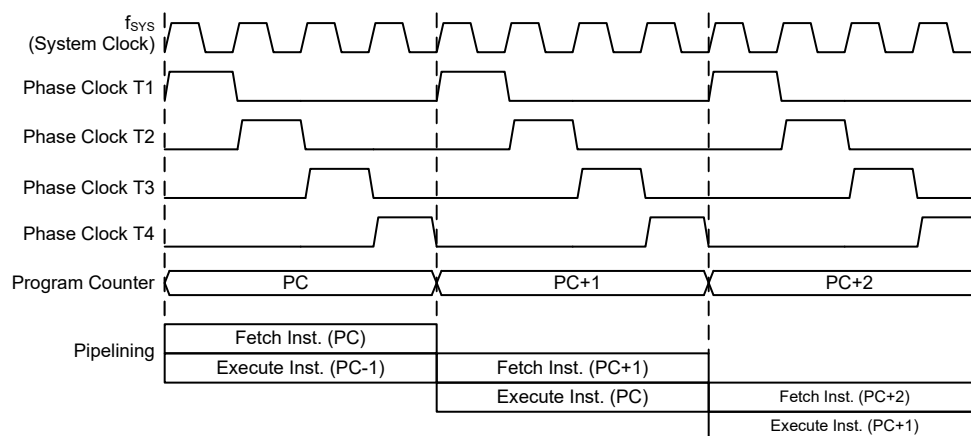 fSYS
(System Clock)
Phase Clock T1
Phase Clock T2
Phase Clock T3
Phase Clock T4
Program Counter PC PC+1 PC+2
Pipelining
Fetch Inst. (PC)
Execute Inst. (PC-1) Fetch Inst. (PC+1)
Execute Inst. (PC) Fetch Inst. (PC+2)
Execute Inst. (PC+1)